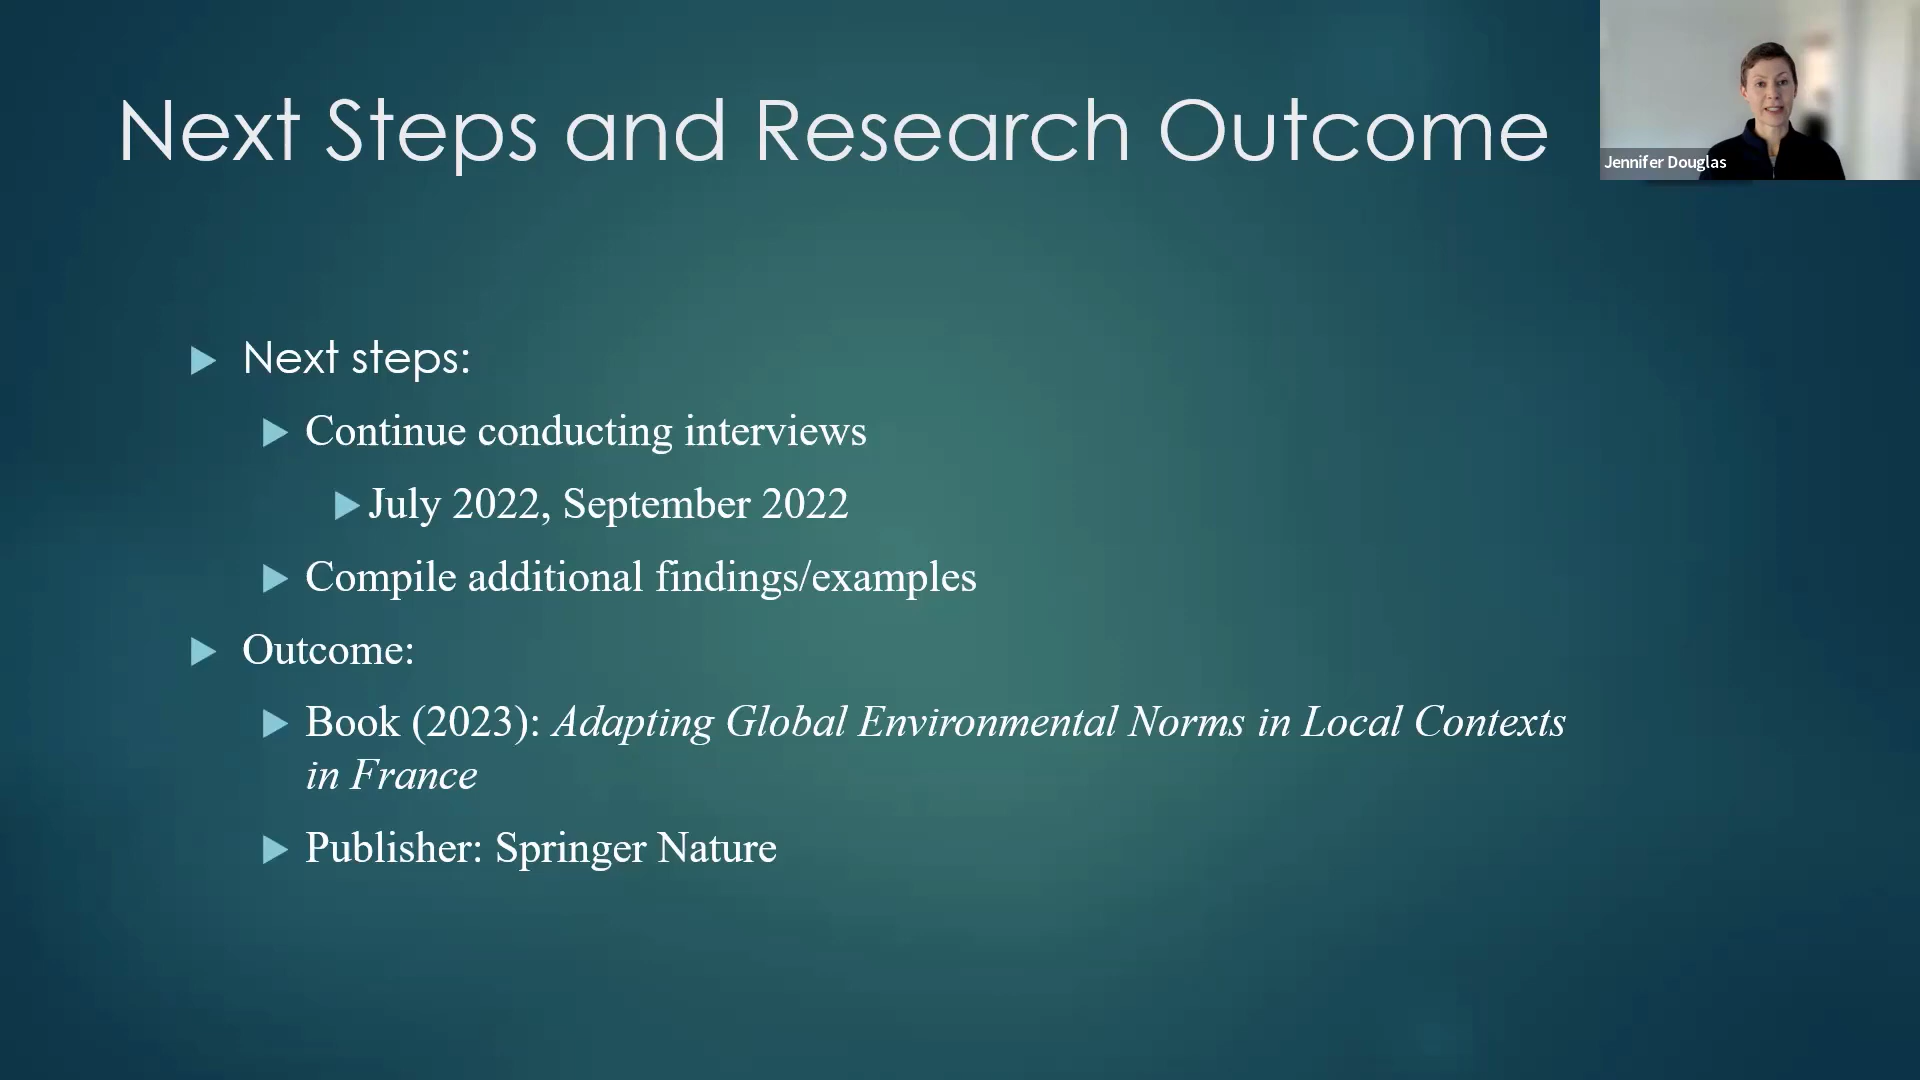 Next Steps and Research Outcome
Jennifer Douglas
Next steps:
Continue conducting interviews
July 2022, September 2022
Compile additional findings/examples
Outcome:
Book (2023): Adapting Global Environmental Norms in Local Contexts
in France
Publisher: Springer Nature